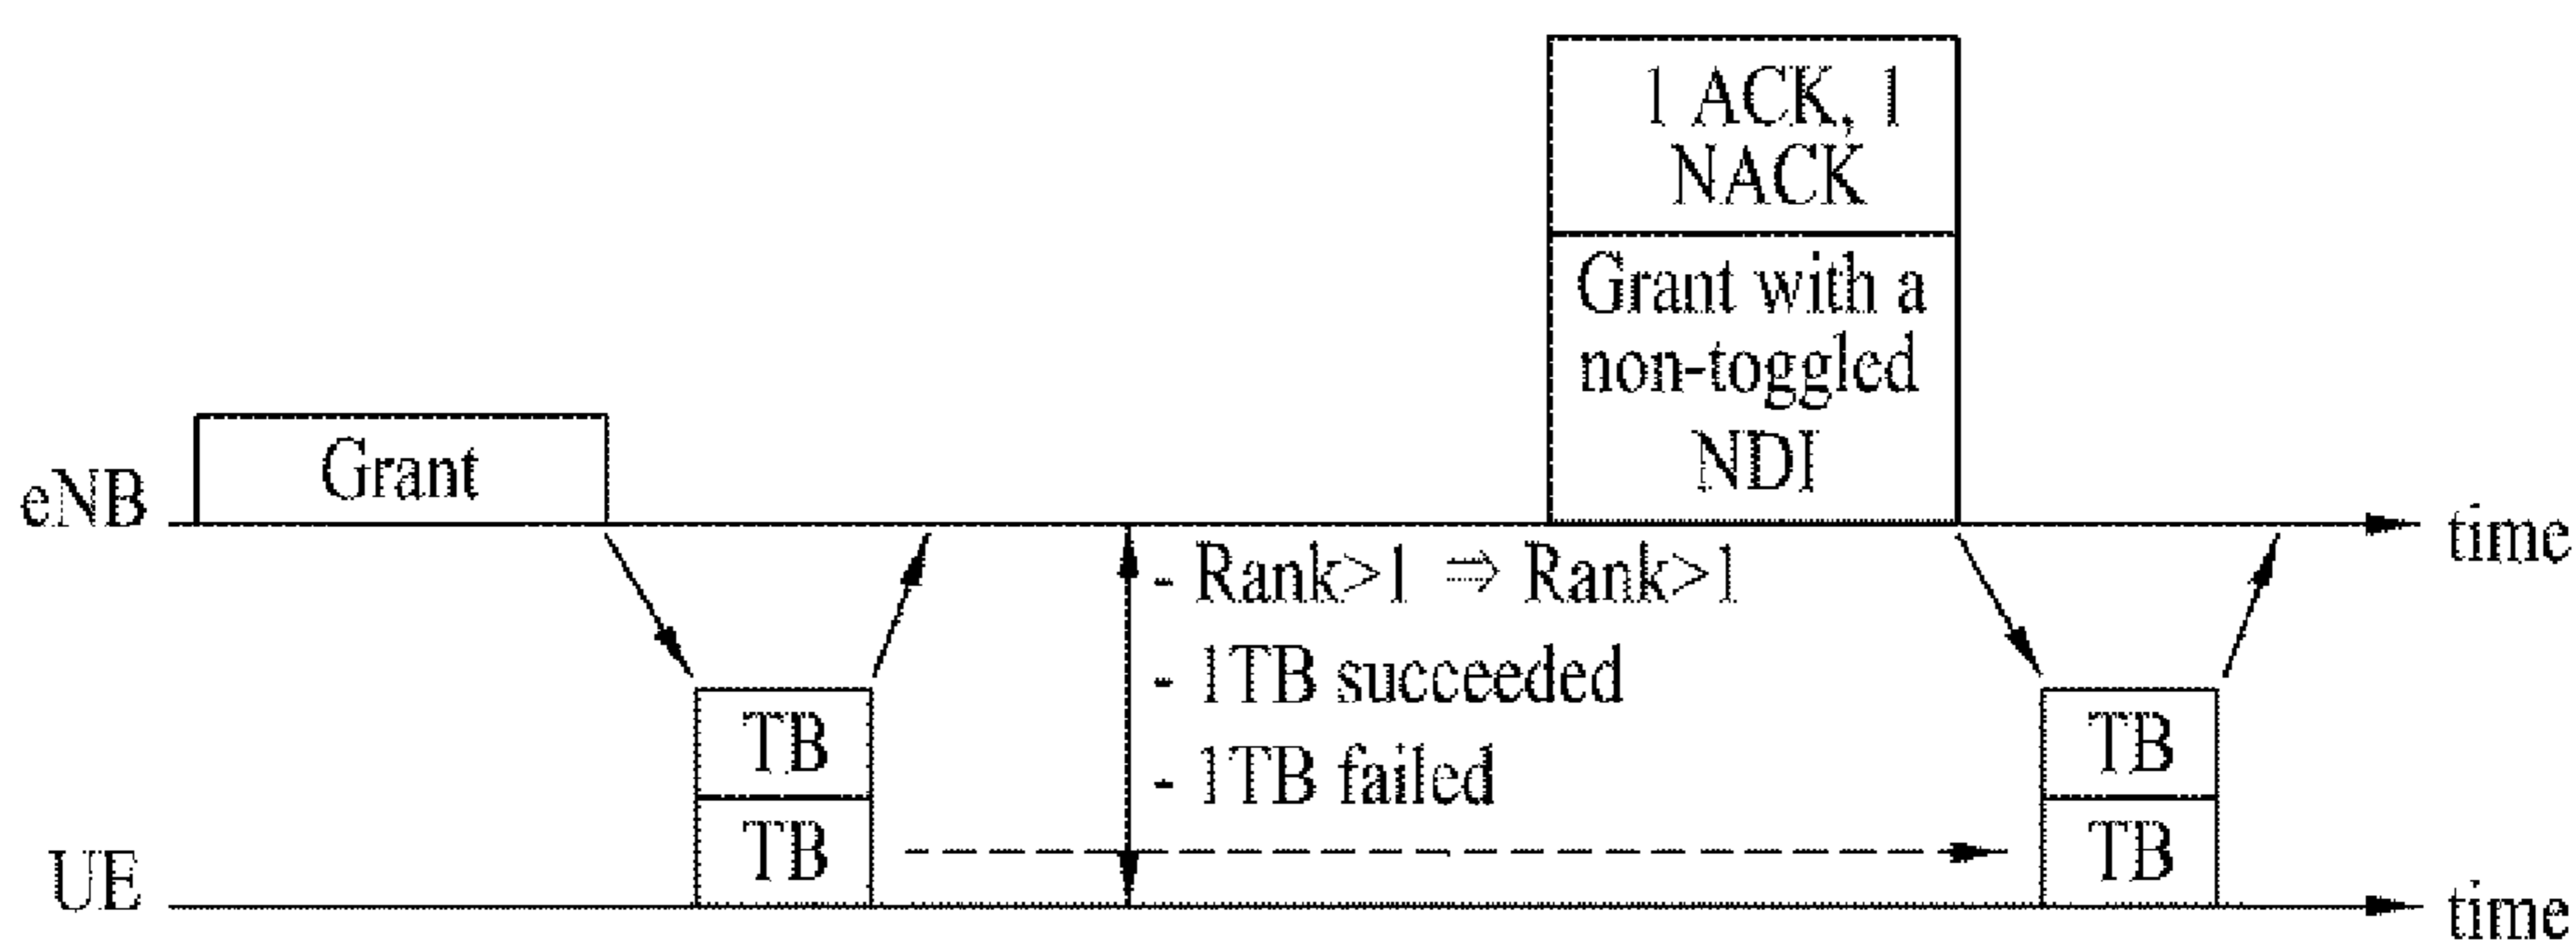 1 ACK, 1
NACK
Grant with a
non-toggled
NDI
Grant
eNB
time
- Rank>1 ⇒ Rank>1
- 1TB succeeded
- 1TB failed
TB
TB
TB
TB
UE
time